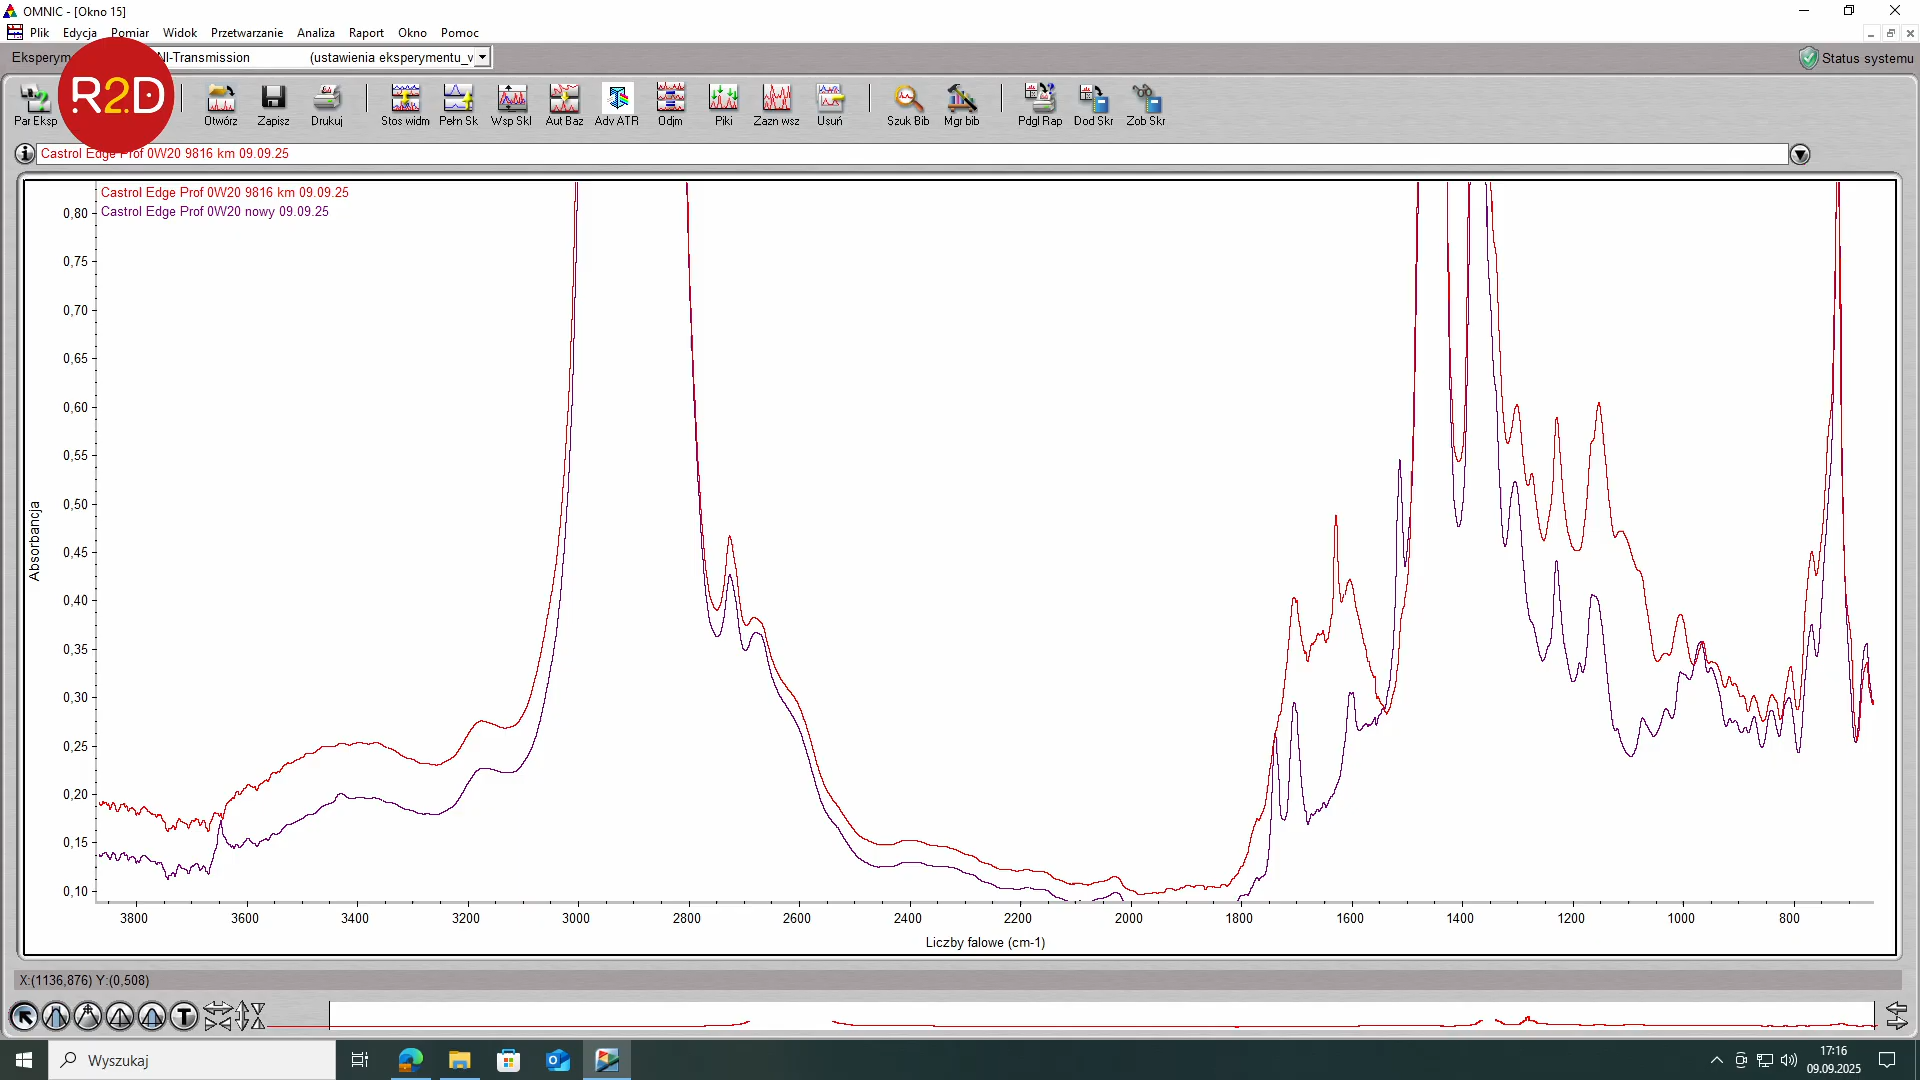 OMNIC - [Okno 15]
Plik Edycja Pomiar Widok Przetwarzanie Analiza Raport Okno Pomoc
Eksperym NI-Transmission (ustawienia eksperymentu_v Status systemu
R2D
Par Eksp Otwórz Zapisz Drukuj Stos widm Pełn Sk Wsp Skl Aut Baz Adv ATR Odjm Piki Zazn wsz Usuń Szuk Bib Mgr bib Pdgl Rap Dod Skr Zob Skr
Castrol Edge Prof 0W20 9816 km 09.09.25
Castrol Edge Prof 0W20 9816 km 09.09.25
Castrol Edge Prof 0W20 nowy 09.09.25
0,80
0,75
0,70
0,65
0,60
0,55
0,50
0,45
0,40
0,35
0,30
0,25
0,20
0,15
0,10
Absorbancja
3800 3600 3400 3200 3000 2800 2600 2400 2200 2000 1800 1600 1400 1200 1000 800
Liczby falowe (cm-1)
X:(1136,876) Y:(0,508)
T
Wyszukaj
17:16
09.09.2025